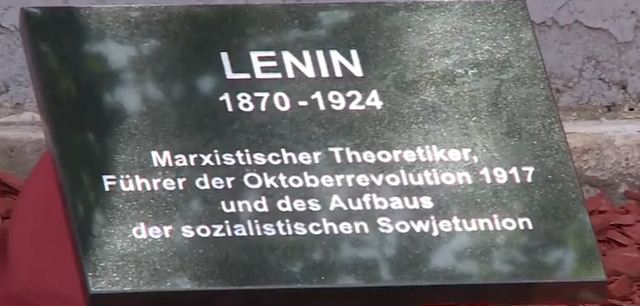 LENIN
1870-1924
Marxistischer Theoretiker,
Führer der Oktoberrevolution 1917
und des Aufbaus
der sozialistischen Sowjetunion